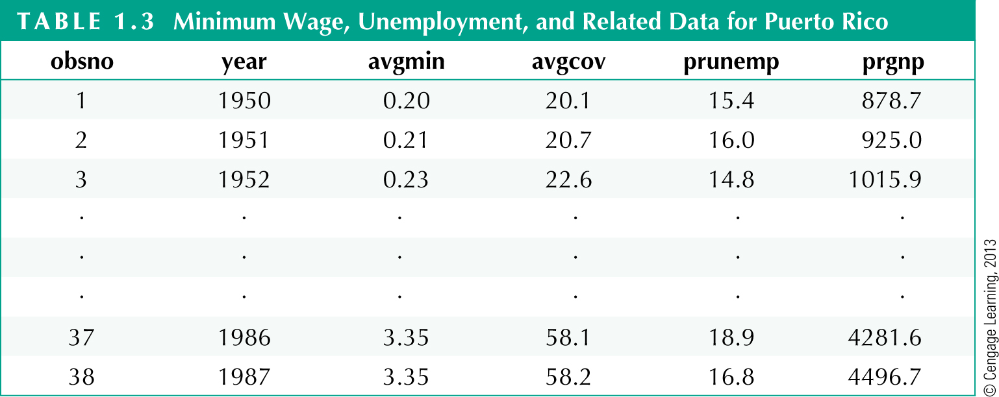 TABLE 1.3 Minimum Wage, Unemployment, and Related Data for Puerto Rico
obsno year avgmin avgcov prunemp prgnp
1 1950 0.20 20.1 15.4 878.7
2 1951 0.21 20.7 16.0 925.0
3 1952 0.23 22.6 14.8 1015.9
. . . . . .
. . . . . .
. . . . . .
37 1986 3.35 58.1 18.9 4281.6
38 1987 3.35 58.2 16.8 4496.7
© Cengage Learning, 2013